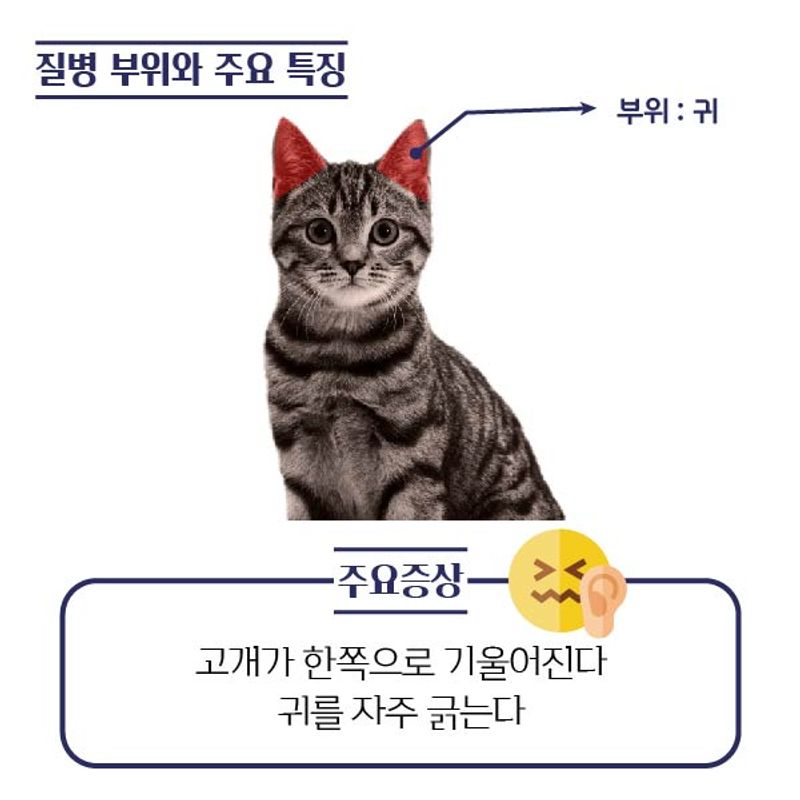 질병 부위와 주요 특징
부위 : 귀
주요증상
고개가 한쪽으로 기울어진다
귀를 자주 긁는다